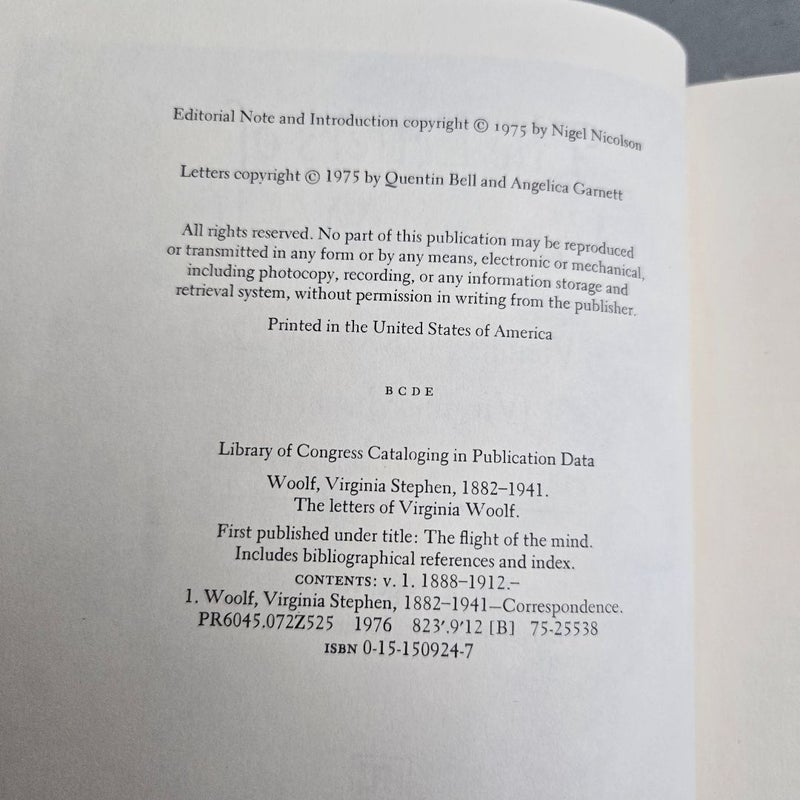 Editorial Note and Introduction copyright © 1975 by Nigel Nicolson
Letters copyright © 1975 by Quentin Bell and Angelica Garnett
All rights reserved. No part of this publication may be reproduced
or transmitted in any form or by any means, electronic or mechanical,
including photocopy, recording, or any information storage and
retrieval system, without permission in writing from the publisher.
Printed in the United States of America
B C D E
Library of Congress Cataloging in Publication Data
Woolf, Virginia Stephen, 1882–1941.
The letters of Virginia Woolf.
First published under title: The flight of the mind.
Includes bibliographical references and index.
CONTENTS: v. 1. 1888–1912.–
1. Woolf, Virginia Stephen, 1882–1941—Correspondence.
PR6045.072Z525 1976 823′.9′12 [B] 75-25538
ISBN 0-15-150924-7